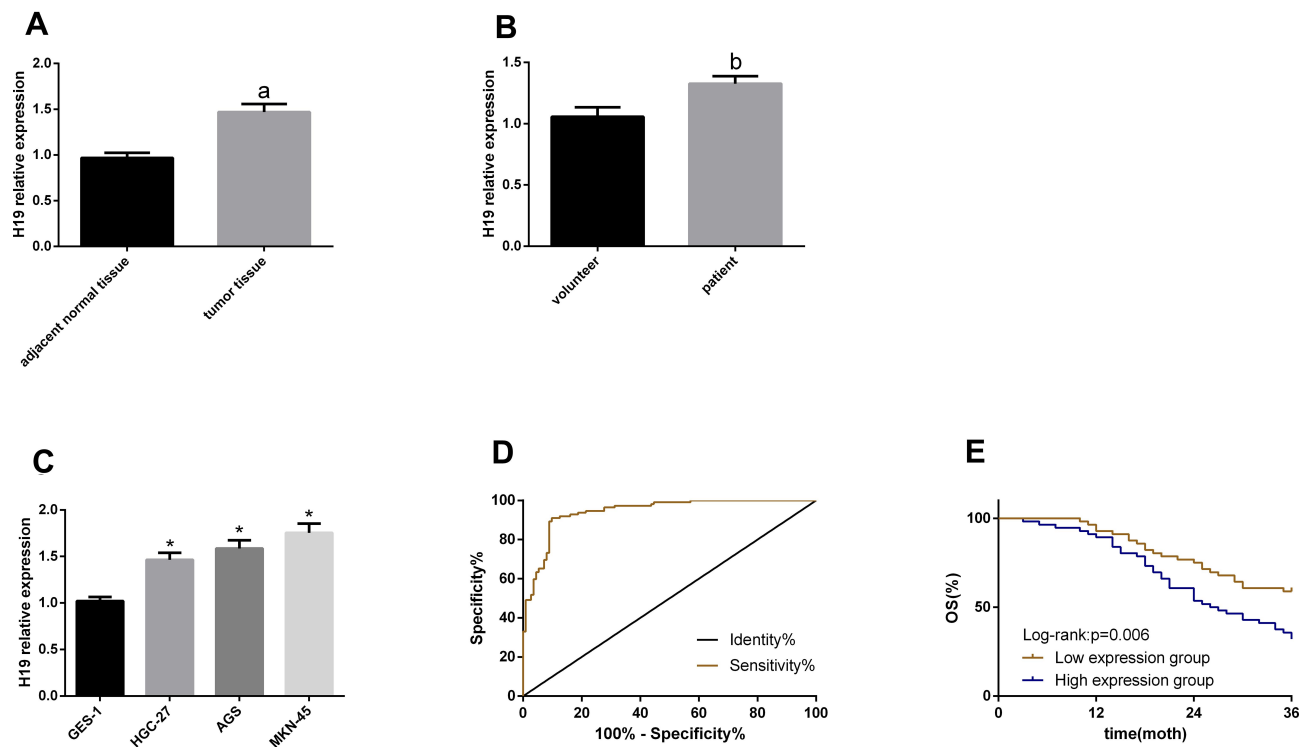 A
H19 relative expression
2.0
1.5
1.0
0.5
0.0
a
adjacent normal tissue
tumor tissue
B
H19 relative expression
1.5
1.0
0.5
0.0
b
volunteer
patient
C
H19 relative expression
2.0
1.5
1.0
0.5
0.0
*
*
*
GES-1
HGC-27
AGS
MKN-45
D
Specificity%
100
80
60
40
20
0
Identity%
Sensitivity%
0 20 40 60 80 100
100% - Specificity%
E
OS(%)
100
50
0
Log-rank:p=0.006
Low expression group
High expression group
0 12 24 36
time(moth)